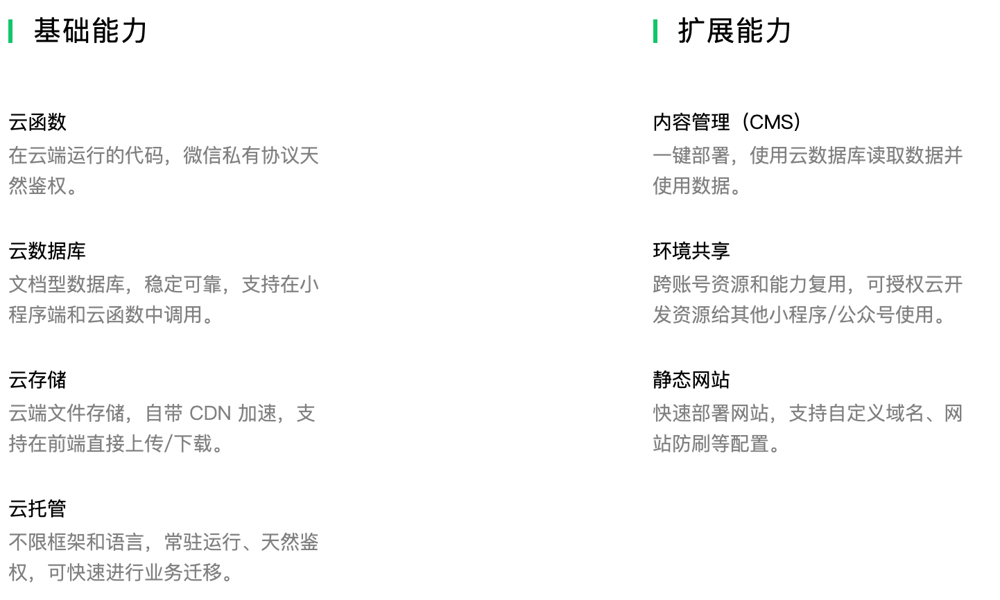 基础能力
云函数
在云端运行的代码，微信私有协议天
然鉴权。
云数据库
文档型数据库，稳定可靠，支持在小
程序端和云函数中调用。
云存储
云端文件存储，自带 CDN 加速，支
持在前端直接上传/下载。
云托管
不限框架和语言，常驻运行、天然鉴
权，可快速进行业务迁移。
扩展能力
内容管理（CMS）
一键部署，使用云数据库读取数据并
使用数据。
环境共享
跨账号资源和能力复用，可授权云开
发资源给其他小程序/公众号使用。
静态网站
快速部署网站，支持自定义域名、网
站防刷等配置。